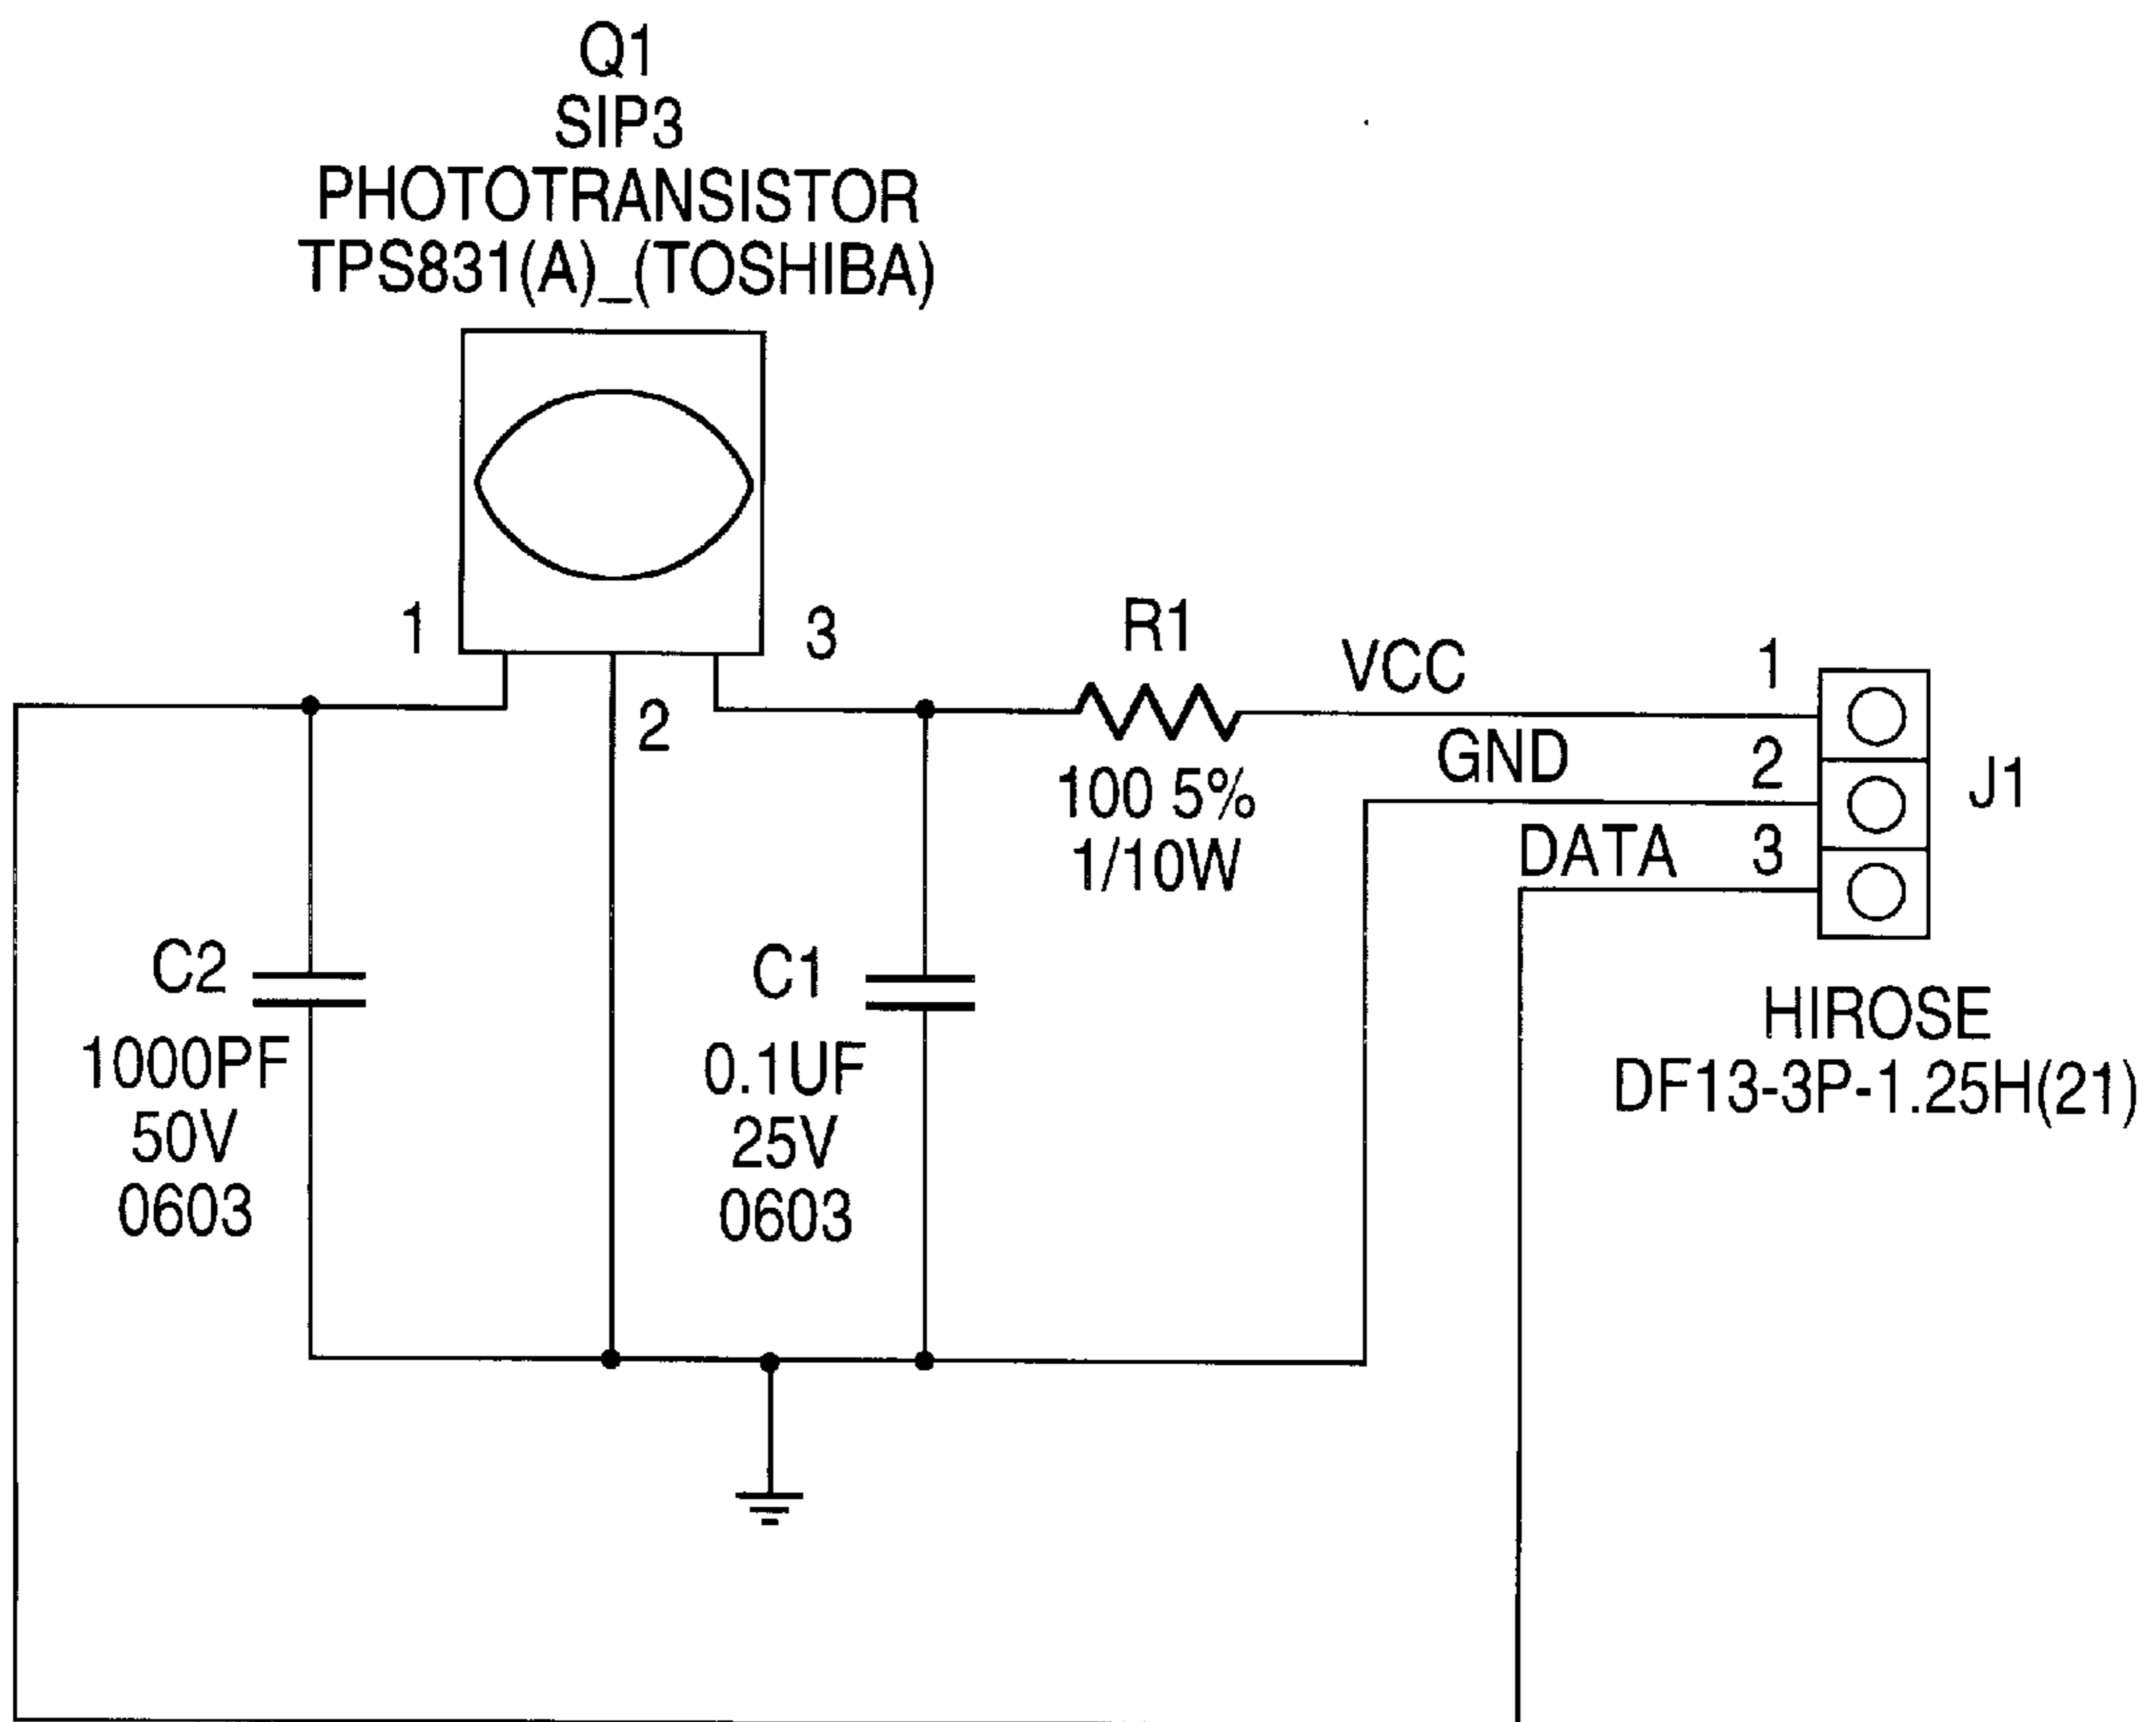 Q1
SIP3
PHOTOTRANSISTOR
TPS831(A)_(TOSHIBA)
1
3
2
R1
100 5%
1/10W
VCC
1
GND
2
DATA
3
J1
HIROSE
DF13-3P-1.25H(21)
C2
1000PF
50V
0603
C1
0.1UF
25V
0603